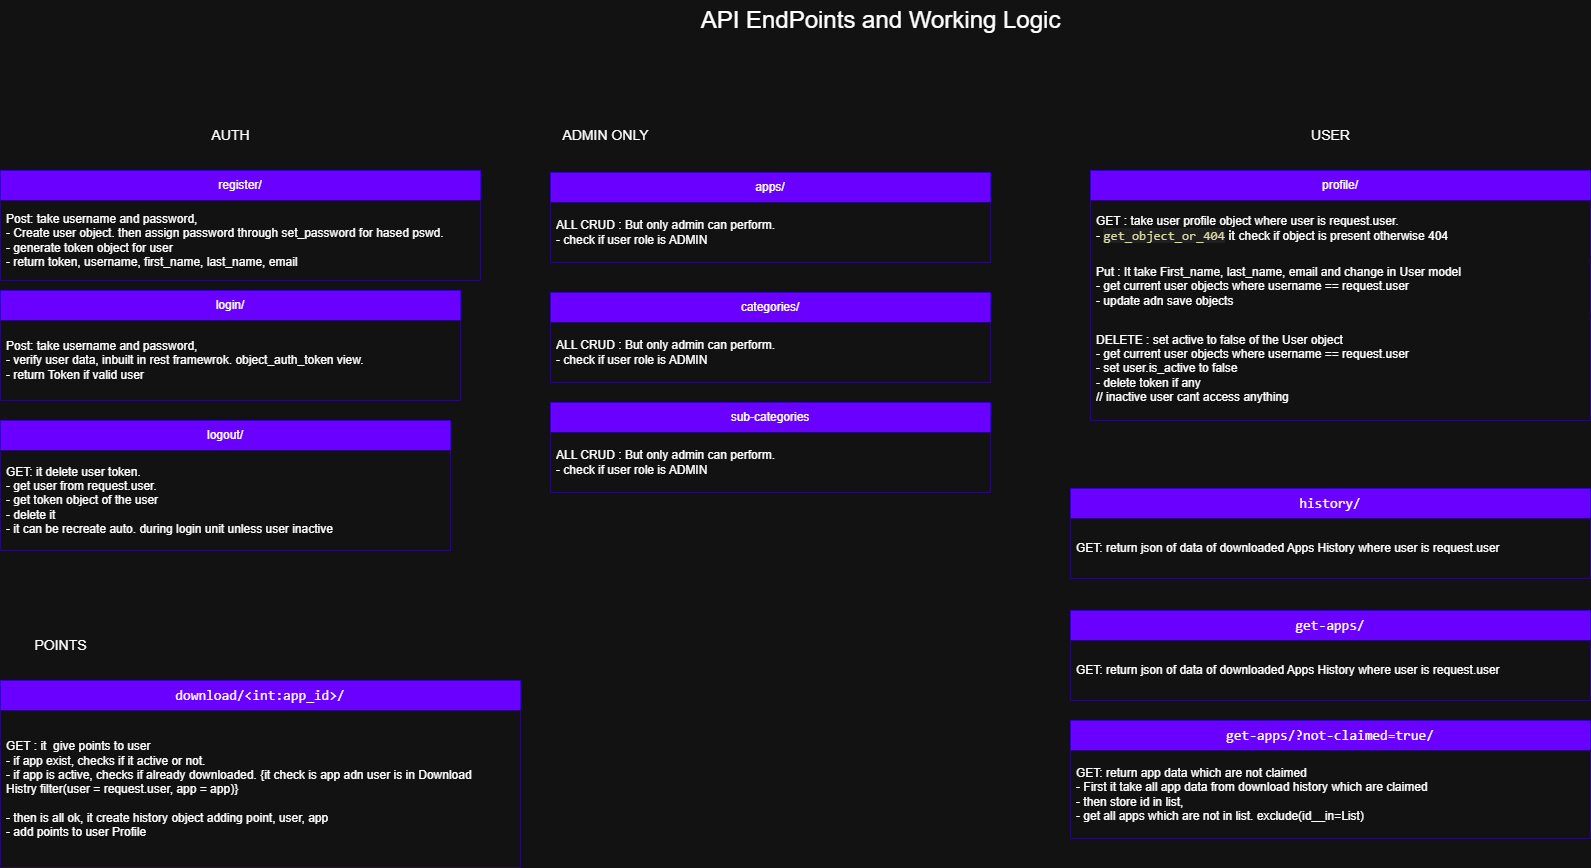 API EndPoints and Working Logic
AUTH
register/
Post: take username and password,
- Create user object. then assign password through set_password for hased pswd.
- generate token object for user
- return token, username, first_name, last_name, email
login/
Post: take username and password,
- verify user data, inbuilt in rest framewrok. object_auth_token view.
- return Token if valid user
logout/
GET: it delete user token.
- get user from request.user.
- get token object of the user
- delete it
- it can be recreate auto. during login unit unless user inactive
ADMIN ONLY
apps/
ALL CRUD : But only admin can perform.
- check if user role is ADMIN
categories/
ALL CRUD : But only admin can perform.
- check if user role is ADMIN
sub-categories
ALL CRUD : But only admin can perform.
- check if user role is ADMIN
USER
profile/
GET : take user profile object where user is request.user.
- get_object_or_404 it check if object is present otherwise 404
Put : It take First_name, last_name, email and change in User model
- get current user objects where username == request.user
- update adn save objects
DELETE : set active to false of the User object
- get current user objects where username == request.user
- set user.is_active to false
- delete token if any
// inactive user cant access anything
history/
GET: return json of data of downloaded Apps History where user is request.user
get-apps/
GET: return json of data of downloaded Apps History where user is request.user
get-apps/?not-claimed=true/
GET: return app data which are not claimed
- First it take all app data from download history which are claimed
- then store id in list,
- get all apps which are not in list. exclude(id__in=List)
POINTS
download/<int:app_id>/
GET : it  give points to user
- if app exist, checks if it active or not.
- if app is active, checks if already downloaded. {it check is app adn user is in Download
Histry filter(user = request.user, app = app)}
- then is all ok, it create history object adding point, user, app
- add points to user Profile